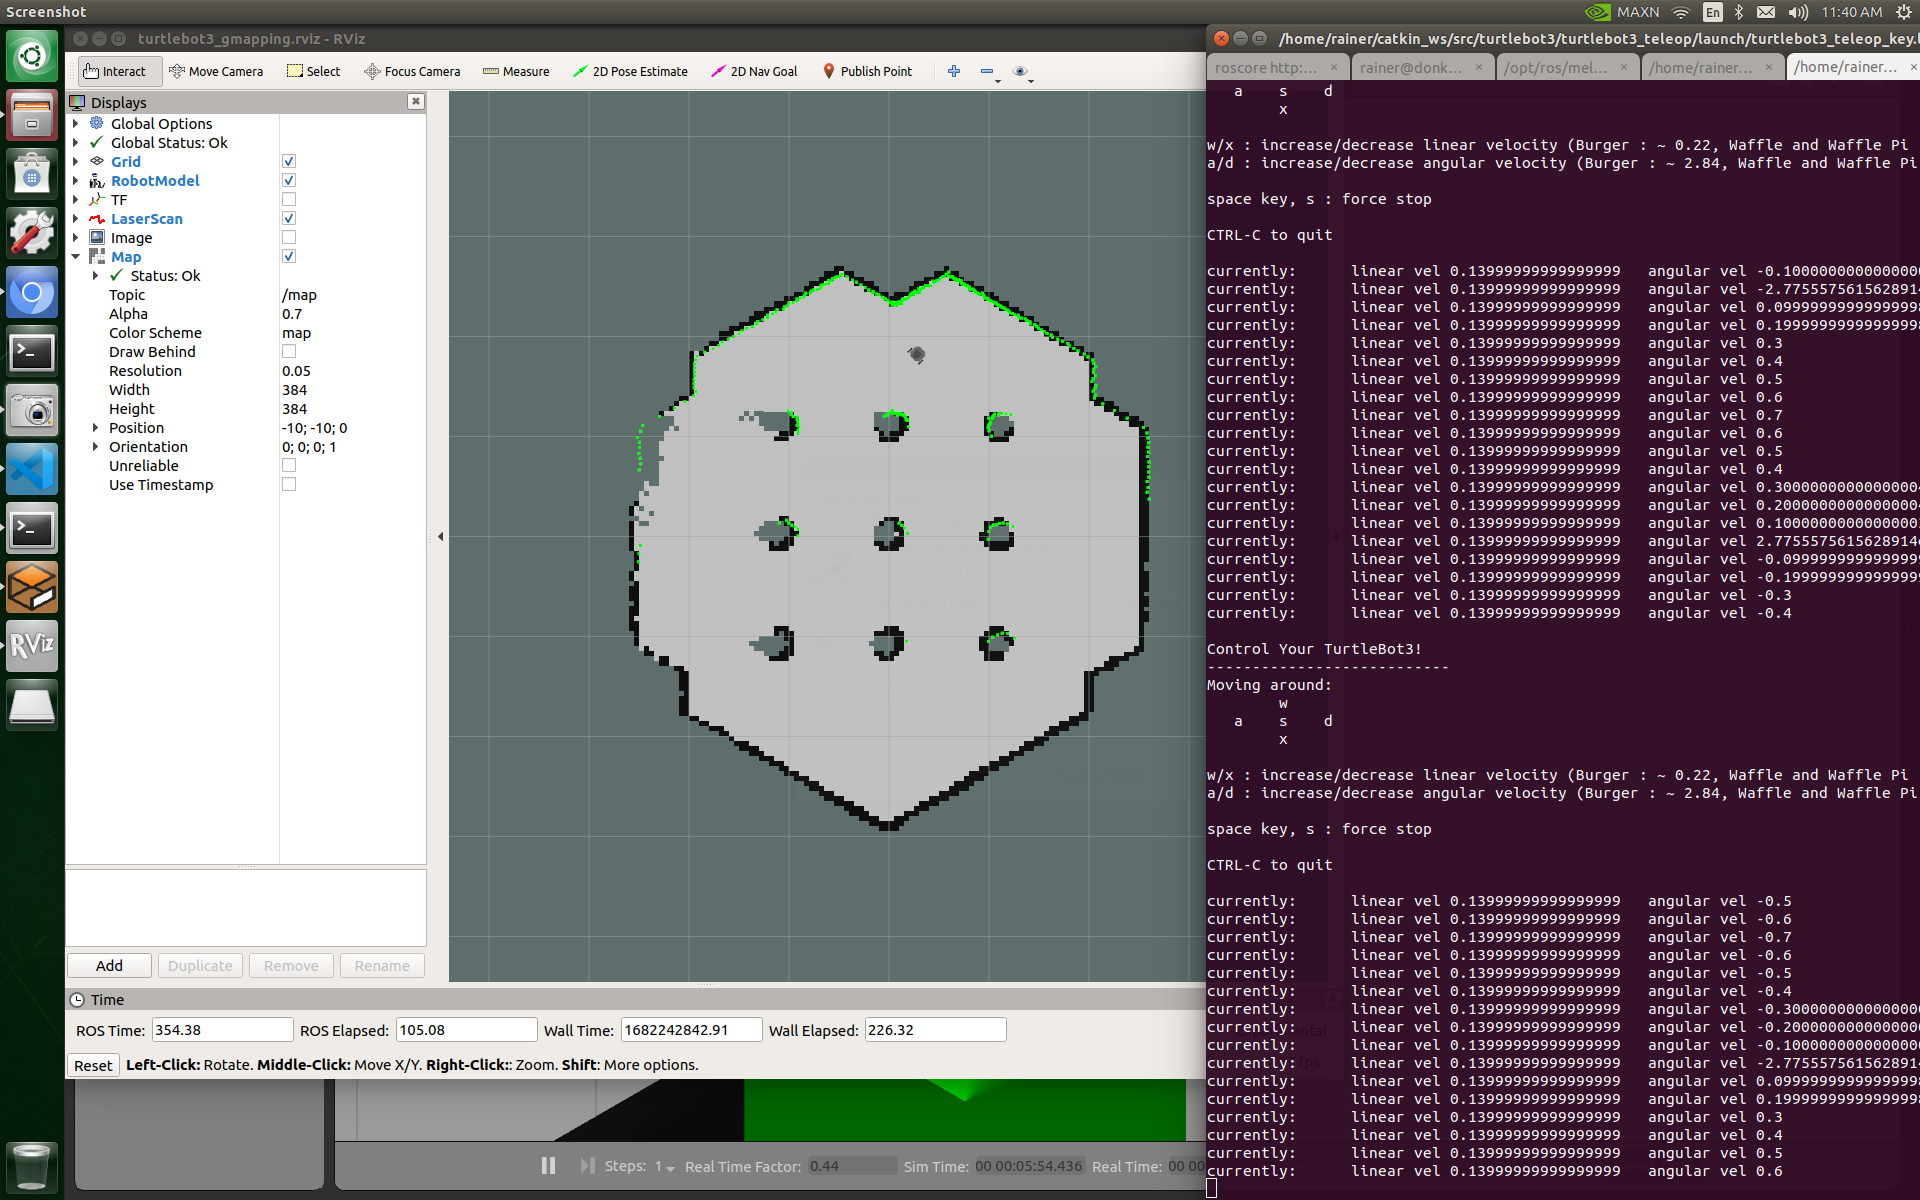 Screenshot
MAXN En 11:40 AM
turtlebot3_gmapping.rviz - RViz
Interact Move Camera Select Focus Camera Measure 2D Pose Estimate 2D Nav Goal Publish Point
Displays
Global Options
Global Status: Ok
Grid
RobotModel
TF
LaserScan
Image
Map
Status: Ok
Topic /map
Alpha 0.7
Color Scheme map
Draw Behind
Resolution 0.05
Width 384
Height 384
Position -10; -10; 0
Orientation 0; 0; 0; 1
Unreliable
Use Timestamp
Add Duplicate Remove Rename
Time
ROS Time: 354.38 ROS Elapsed: 105.08 Wall Time: 1682242842.91 Wall Elapsed: 226.32
Reset Left-Click: Rotate. Middle-Click: Move X/Y. Right-Click:: Zoom. Shift: More options.
Steps: 1 Real Time Factor: 0.44 Sim Time: 00 00:05:54.436 Real Time: 00 00
RViz
/home/rainer/catkin_ws/src/turtlebot3/turtlebot3_teleop/launch/turtlebot3_teleop_key.l
roscore http:... × rainer@donk... × /opt/ros/mel... × /home/rainer... × /home/rainer... ×
a s d
x
w/x : increase/decrease linear velocity (Burger : ~ 0.22, Waffle and Waffle Pi
a/d : increase/decrease angular velocity (Burger : ~ 2.84, Waffle and Waffle Pi
space key, s : force stop
CTRL-C to quit
currently: linear vel 0.13999999999999999 angular vel -0.1000000000000000
currently: linear vel 0.13999999999999999 angular vel -2.775557561562891
currently: linear vel 0.13999999999999999 angular vel 0.0999999999999999
currently: linear vel 0.13999999999999999 angular vel 0.1999999999999999
currently: linear vel 0.13999999999999999 angular vel 0.3
currently: linear vel 0.13999999999999999 angular vel 0.4
currently: linear vel 0.13999999999999999 angular vel 0.5
currently: linear vel 0.13999999999999999 angular vel 0.6
currently: linear vel 0.13999999999999999 angular vel 0.7
currently: linear vel 0.13999999999999999 angular vel 0.6
currently: linear vel 0.13999999999999999 angular vel 0.5
currently: linear vel 0.13999999999999999 angular vel 0.4
currently: linear vel 0.13999999999999999 angular vel 0.30000000000000004
currently: linear vel 0.13999999999999999 angular vel 0.20000000000000004
currently: linear vel 0.13999999999999999 angular vel 0.1000000000000000
currently: linear vel 0.13999999999999999 angular vel 2.7755575615628914
currently: linear vel 0.13999999999999999 angular vel -0.099999999999999
currently: linear vel 0.13999999999999999 angular vel -0.199999999999999
currently: linear vel 0.13999999999999999 angular vel -0.3
currently: linear vel 0.13999999999999999 angular vel -0.4
Control Your TurtleBot3!
---------------------------
Moving around:
w
a s d
x
w/x : increase/decrease linear velocity (Burger : ~ 0.22, Waffle and Waffle Pi
a/d : increase/decrease angular velocity (Burger : ~ 2.84, Waffle and Waffle Pi
space key, s : force stop
CTRL-C to quit
currently: linear vel 0.13999999999999999 angular vel -0.5
currently: linear vel 0.13999999999999999 angular vel -0.6
currently: linear vel 0.13999999999999999 angular vel -0.7
currently: linear vel 0.13999999999999999 angular vel -0.6
currently: linear vel 0.13999999999999999 angular vel -0.5
currently: linear vel 0.13999999999999999 angular vel -0.4
currently: linear vel 0.13999999999999999 angular vel -0.3000000000000000
currently: linear vel 0.13999999999999999 angular vel -0.2000000000000000
currently: linear vel 0.13999999999999999 angular vel -0.1000000000000000
currently: linear vel 0.13999999999999999 angular vel -2.775557561562891
currently: linear vel 0.13999999999999999 angular vel 0.0999999999999999
currently: linear vel 0.13999999999999999 angular vel 0.1999999999999999
currently: linear vel 0.13999999999999999 angular vel 0.3
currently: linear vel 0.13999999999999999 angular vel 0.4
currently: linear vel 0.13999999999999999 angular vel 0.5
currently: linear vel 0.13999999999999999 angular vel 0.6